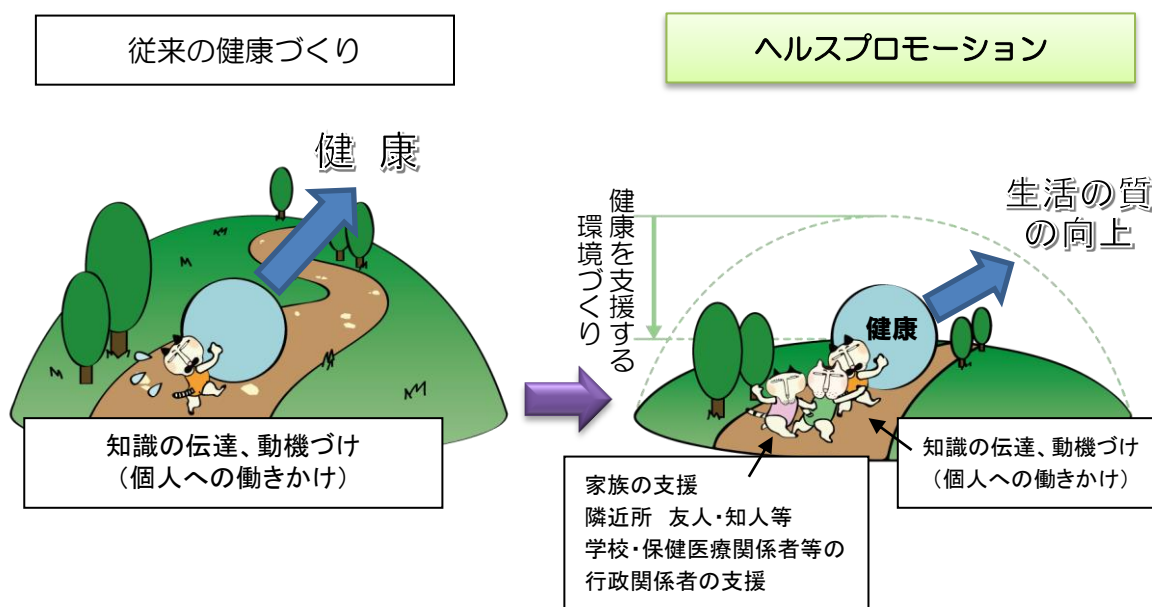 従来の健康づくり
ヘルスプロモーション
健 康
知識の伝達、動機づけ
(個人への働きかけ)
健康を支援する
環境づくり
生活の質
の向上
健康
家族の支援
隣近所 友人・知人等
学校・保健医療関係者等の
行政関係者の支援
知識の伝達、動機づけ
(個人への働きかけ)